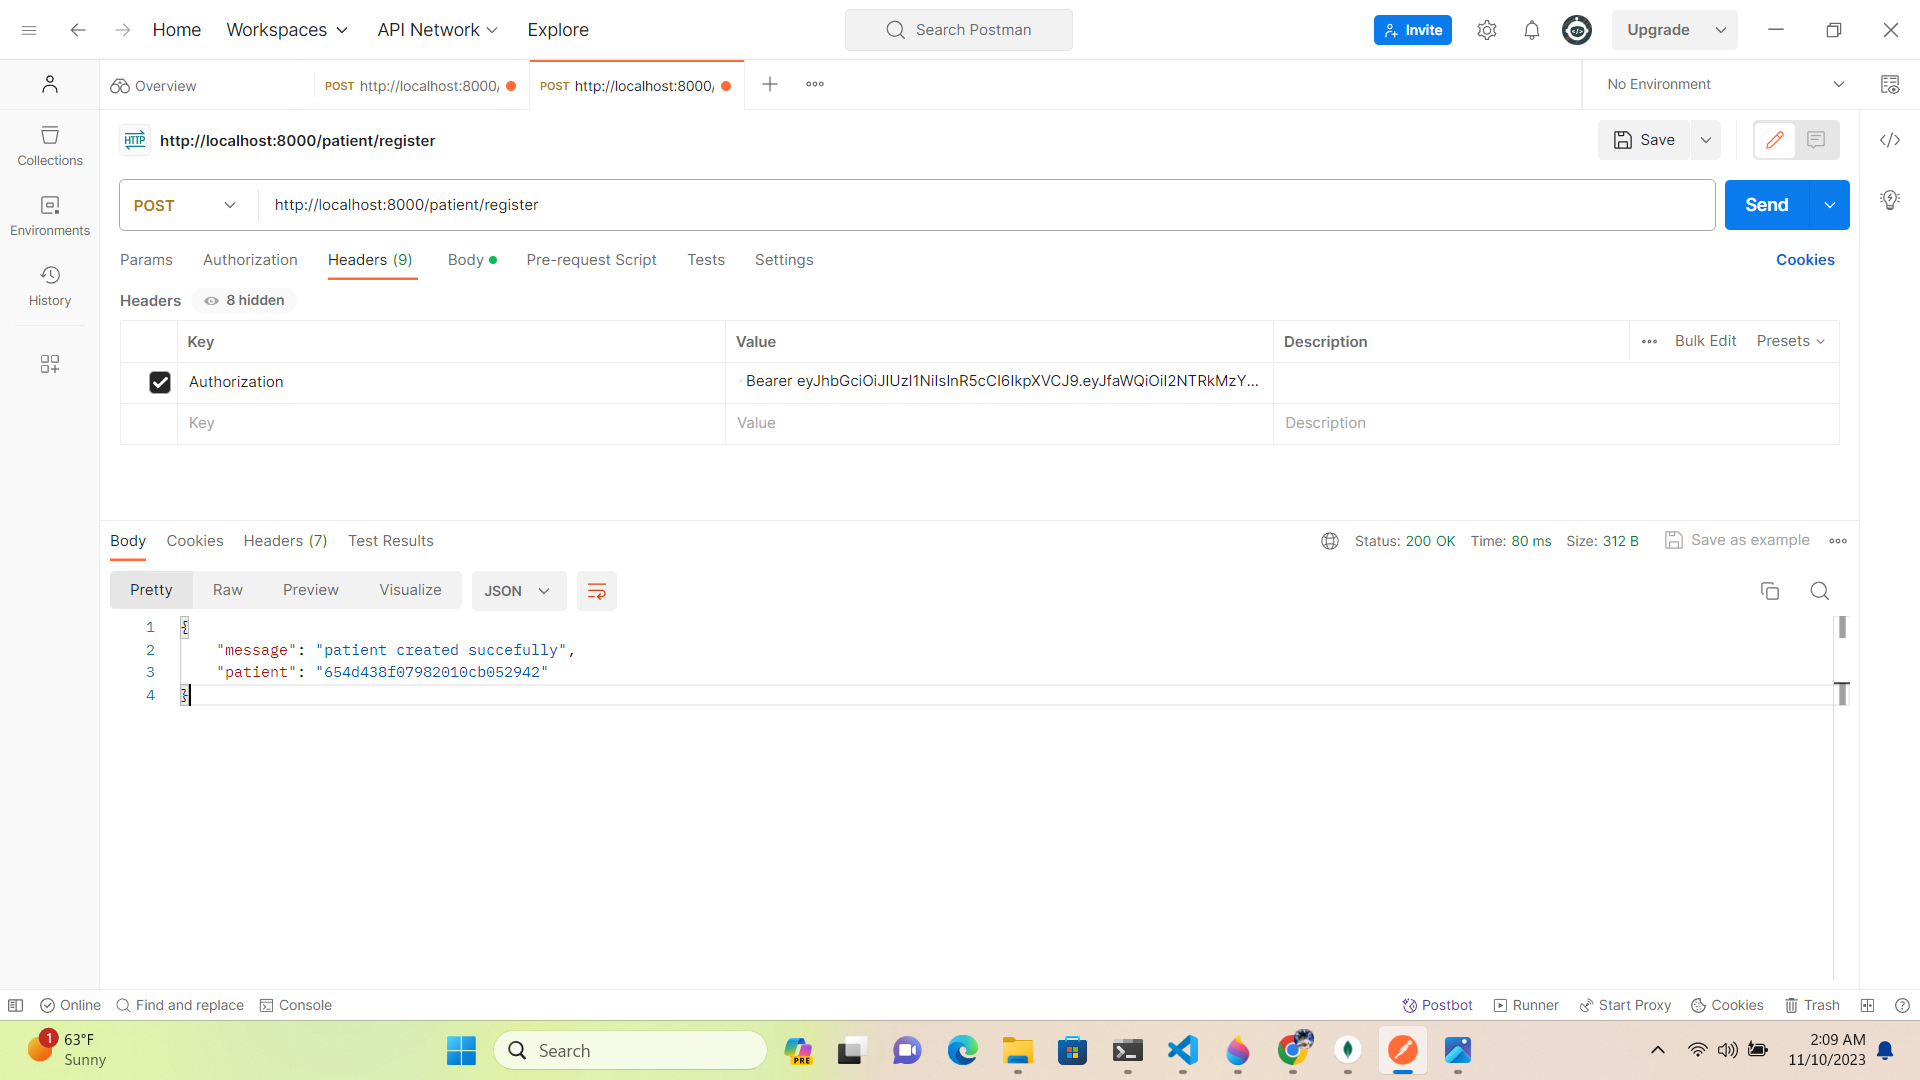 Home Workspaces API Network Explore Search Postman Invite Upgrade
Overview POST http://localhost:8000/ POST http://localhost:8000/ No Environment
HTTP http://localhost:8000/patient/register Save
Collections
POST http://localhost:8000/patient/register Send
Environments
Params Authorization Headers (9) Body Pre-request Script Tests Settings Cookies
History
Headers 8 hidden
Key Value Description Bulk Edit Presets
Authorization Bearer eyJhbGciOiJIUzI1NiIsInR5cCI6IkpXVCJ9.eyJfaWQiOiI2NTRkMzY...
Key Value Description
Body Cookies Headers (7) Test Results Status: 200 OK Time: 80 ms Size: 312 B Save as example
Pretty Raw Preview Visualize JSON
1 {
2 "message": "patient created succefully",
3 "patient": "654d438f07982010cb052942"
4 }
Online Find and replace Console Postbot Runner Start Proxy Cookies Trash
1 63°F
Sunny
Search
PRE
2:09 AM
11/10/2023